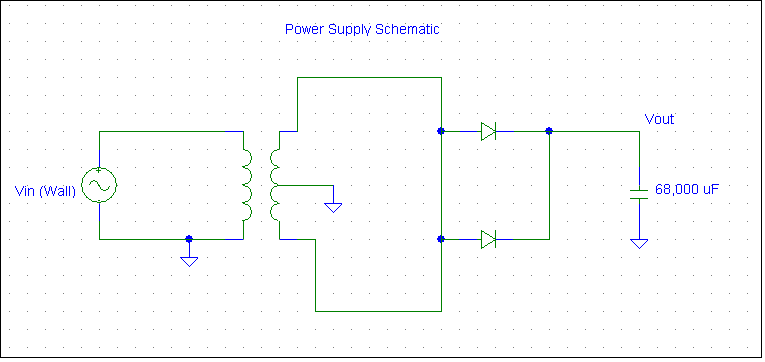 Power Supply Schematic
Vout
Vin (Wall)
68,000 uF